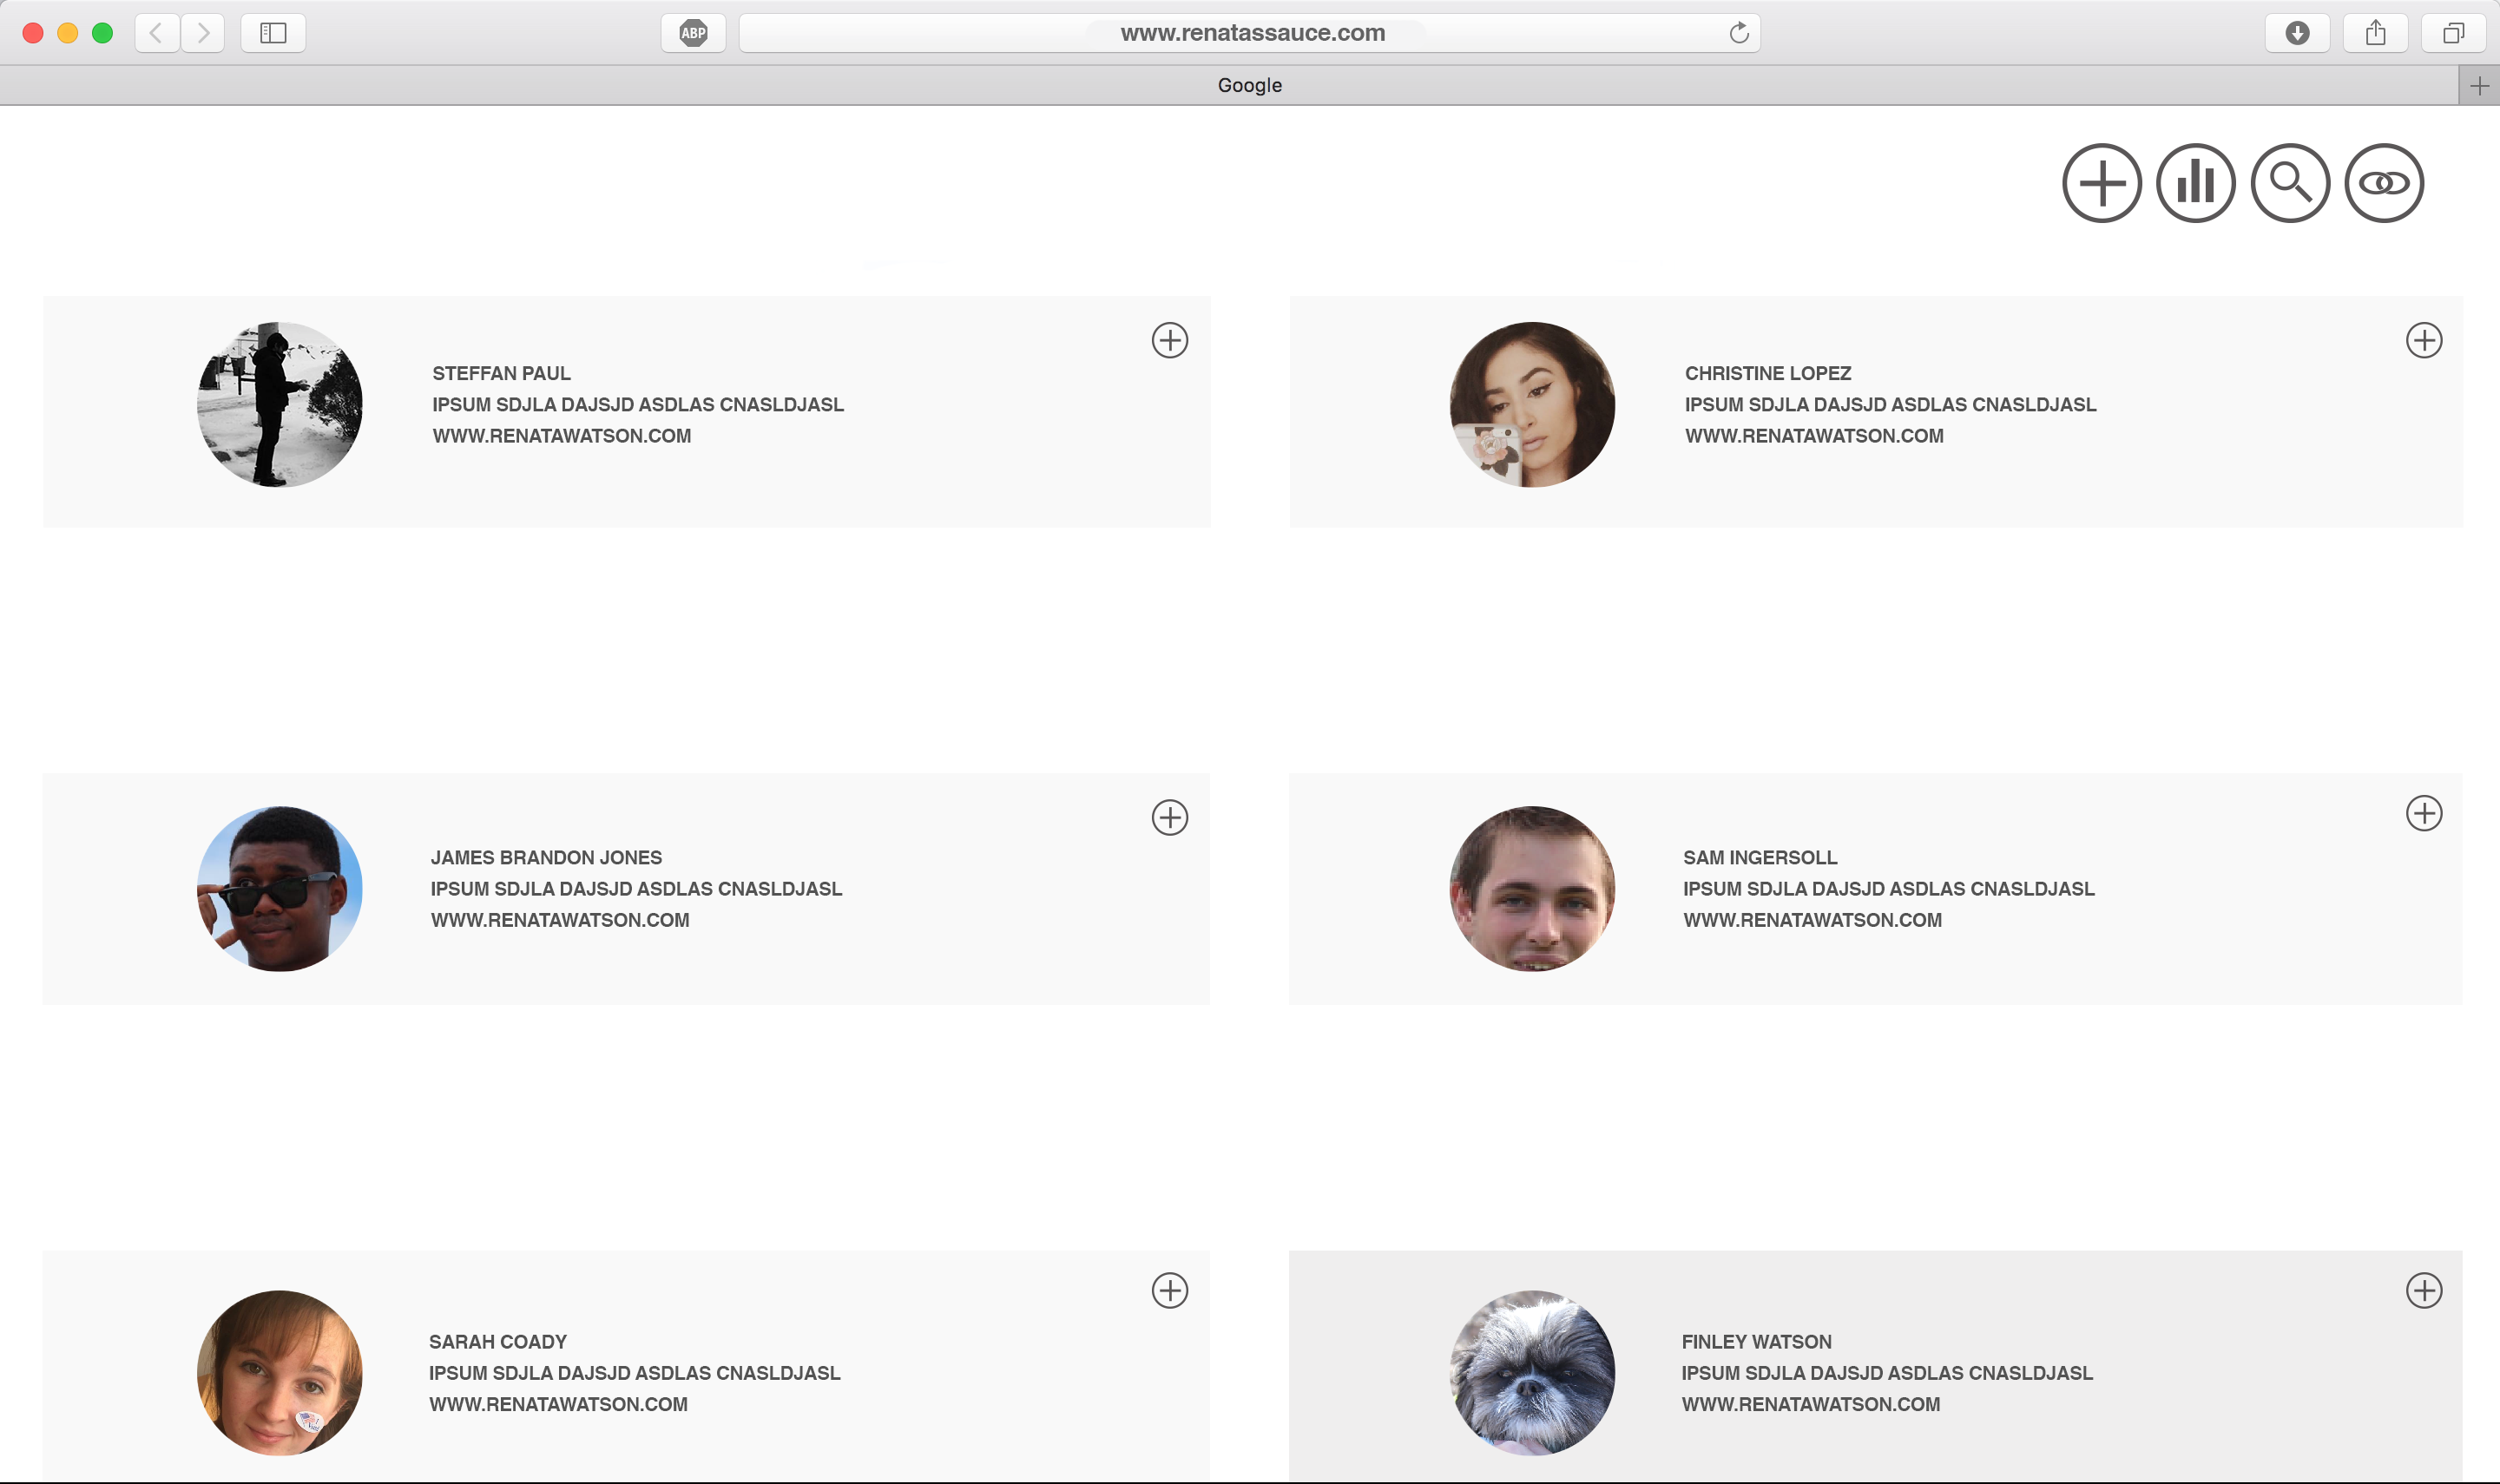 ABP
www.renatassauce.com
Google
STEFFAN PAUL
IPSUM SDJLA DAJSJD ASDLAS CNASLDJASL
WWW.RENATAWATSON.COM
CHRISTINE LOPEZ
IPSUM SDJLA DAJSJD ASDLAS CNASLDJASL
WWW.RENATAWATSON.COM
JAMES BRANDON JONES
IPSUM SDJLA DAJSJD ASDLAS CNASLDJASL
WWW.RENATAWATSON.COM
SAM INGERSOLL
IPSUM SDJLA DAJSJD ASDLAS CNASLDJASL
WWW.RENATAWATSON.COM
SARAH COADY
IPSUM SDJLA DAJSJD ASDLAS CNASLDJASL
WWW.RENATAWATSON.COM
FINLEY WATSON
IPSUM SDJLA DAJSJD ASDLAS CNASLDJASL
WWW.RENATAWATSON.COM